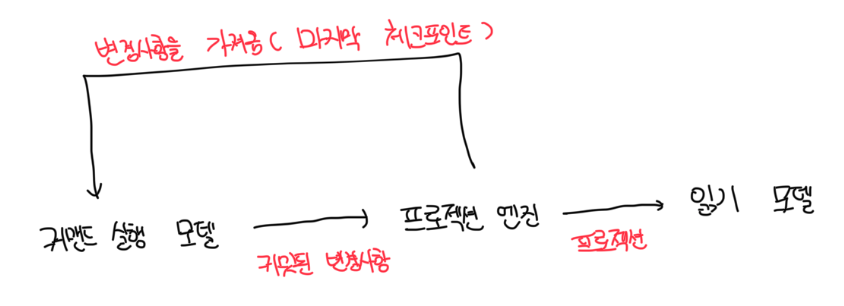 변경사항을 가져옴 ( 마지막 체크포인트 )
커맨드 실행 모델
프로젝션 엔진
읽기 모델
커밋된 변경사항
프로젝션